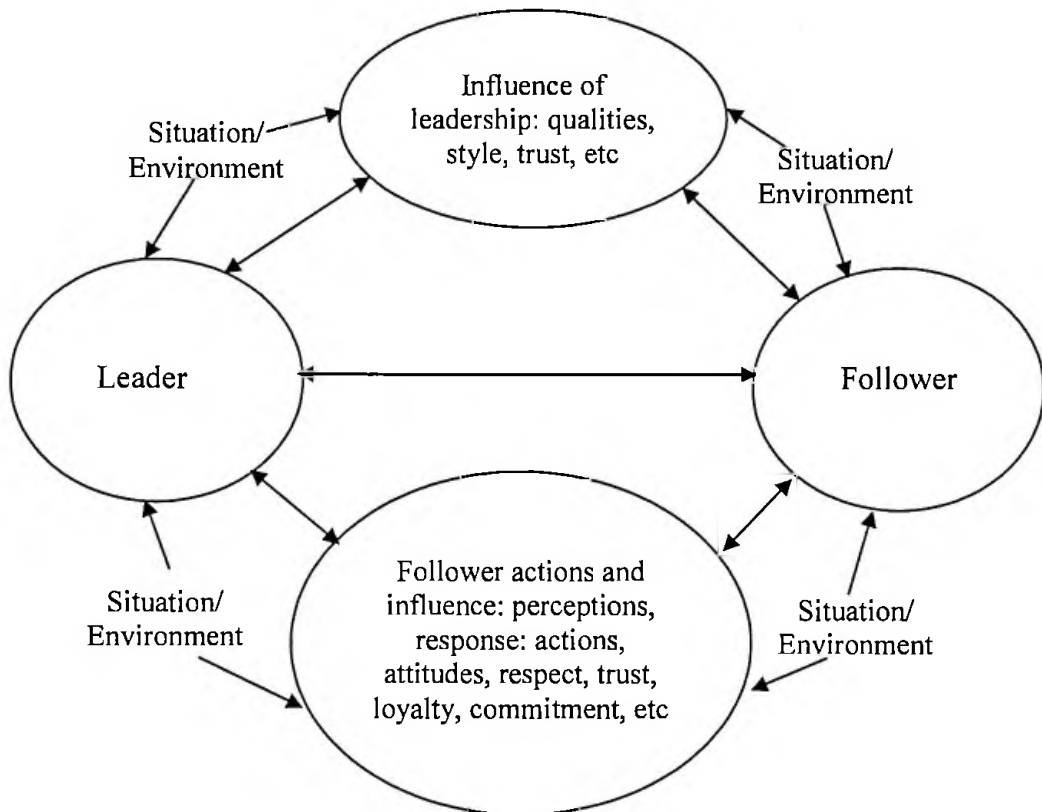 Influence of
leadership: qualities,
style, trust, etc
Situation/
Environment
Situation/
Environment
Leader
Follower
Follower actions and
influence: perceptions,
response: actions,
attitudes, respect, trust,
loyalty, commitment, etc
Situation/
Environment
Situation/
Environment